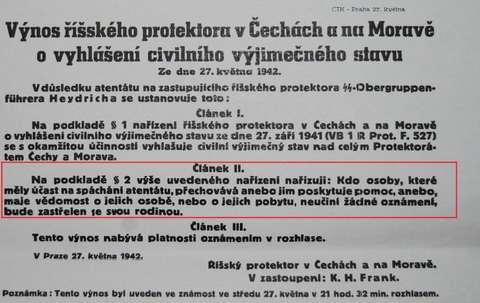 ČTK - Praha 27. května
Výnos říšského protektora v Čechách a na Moravě
o vyhlášení civilního výjimečného stavu
Ze dne 27. května 1942.
V důsledku atentátu na zastupujícího říšského protektora SS-Obergruppen-
führera Heydricha se ustanovuje toto:
Článek I.
Na podkladě § 1 nařízení říšského protektora v Čechách a na Moravě
o vyhlášení civilního výjimečného stavu ze dne 27. září 1941 (VB 1 R Prot. F. 527)
se s okamžitou účinností vyhlašuje civilní výjimečný stav nad celým Protektorá-
tem Čechy a Morava.
Článek II.
Na podkladě § 2 výše uvedeného nařízení nařizuji: Kdo osoby, které
měly účast na spáchání atentátu, přechovává anebo jim poskytuje pomoc, anebo,
maje vědomost o jejich osobě, nebo o jejich pobytu, neučiní žádné oznámení,
bude zastřelen se svou rodinou.
Článek III.
Tento výnos nabývá platnosti oznámením v rozhlase.
V Praze 27. května 1942.
Říšský protektor v Čechách a na Moravě.
V zastoupení: K. H. Frank.
Poznámka: Tento výnos byl uveden ve známost ve středu 27. května v 21 hod. 32 min. rozhlasem.